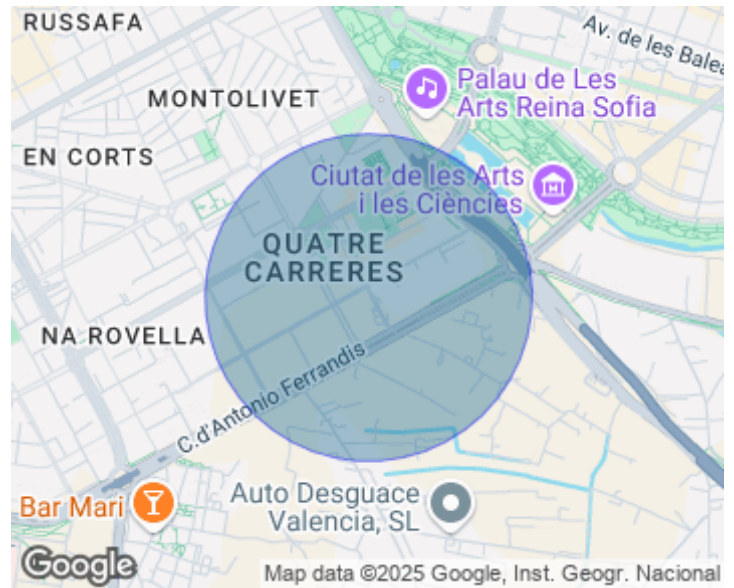 RUSSAFA
Av. de les Balea
Palau de Les
Arts Reina Sofia
MONTOLIVET
EN CORTS
Ciutat de les Arts
i les Ciències
QUATRE
CARRERES
NA ROVELLA
C.d'Antonio Ferrandis
Bar Mari
Auto Desguace
Valencia, SL
Google
Map data ©2025 Google, Inst. Geogr. Nacional